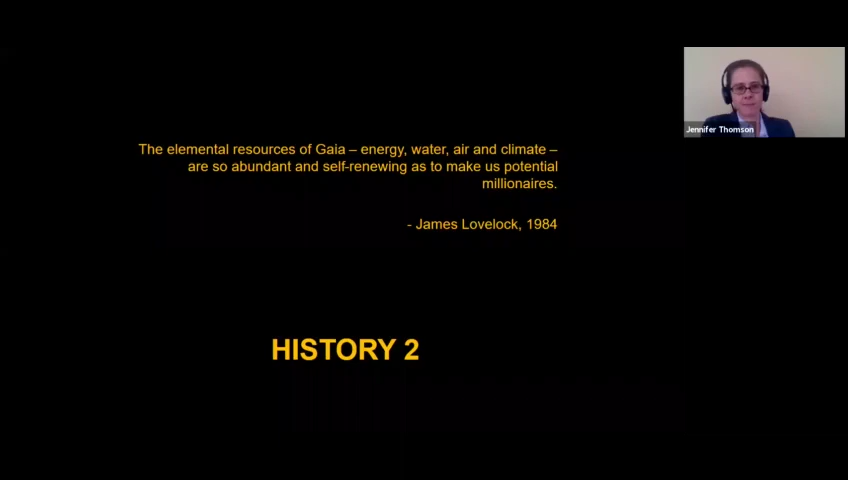 The elemental resources of Gaia – energy, water, air and climate –
are so abundant and self-renewing as to make us potential
millionaires.
- James Lovelock, 1984
HISTORY 2
Jennifer Thomson